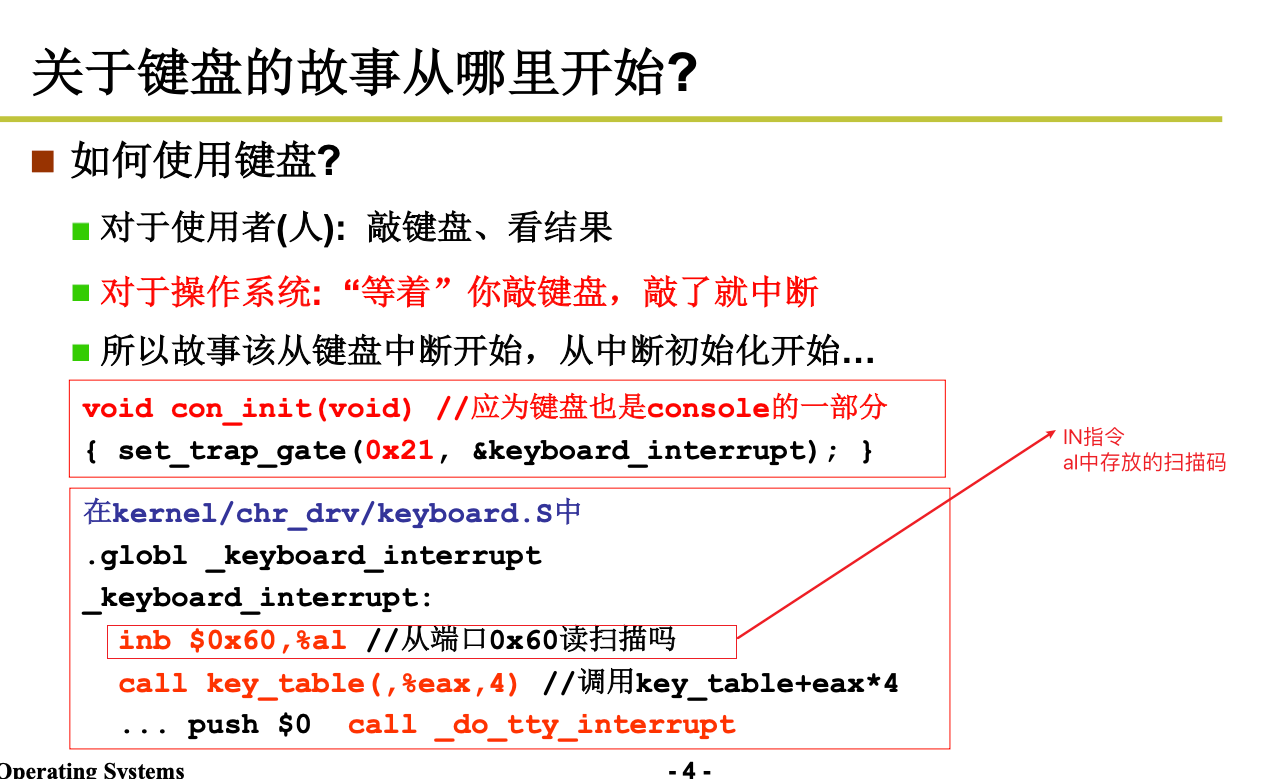 关于键盘的故事从哪里开始?
如何使用键盘?
对于使用者(人): 敲键盘、看结果
对于操作系统: “等着”你敲键盘，敲了就中断
所以故事该从键盘中断开始，从中断初始化开始…
void con_init(void) //应为键盘也是console的一部分
{ set_trap_gate(0x21, &keyboard_interrupt); }
IN指令
al中存放的扫描码
在kernel/chr_drv/keyboard.S中
.globl _keyboard_interrupt
_keyboard_interrupt:
inb $0x60,%al //从端口0x60读扫描吗
call key_table(,%eax,4) //调用key_table+eax*4
... push $0 call _do_tty_interrupt
Operating Systems
- 4 -